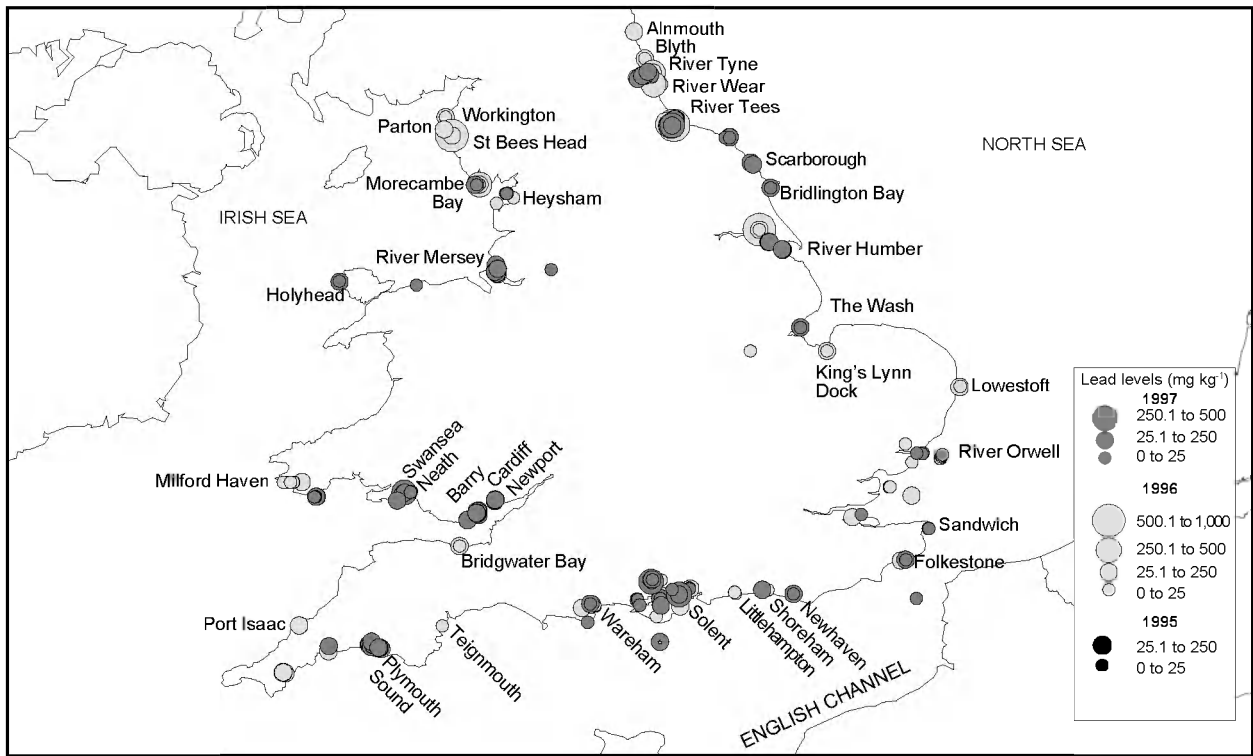 Alnmouth
Blyth
River Tyne
River Wear
River Tees
Workington
Parton
St Bees Head
NORTH SEA
Scarborough
Morecambe
Bay
Heysham
Bridlington Bay
IRISH SEA
River Mersey
River Humber
Holyhead
The Wash
King's Lynn
Dock
Lowestoft
River Orwell
Milford Haven
Swansea
Neath
Barry
Cardiff
Newport
Sandwich
Bridgwater Bay
Folkestone
Port Isaac
Plymouth
Sound
Teignmouth
Wareham
Solent
Littlehampton
Shoreham
Newhaven
ENGLISH CHANNEL
Lead levels (mg kg⁻¹)
1997
250.1 to 500
25.1 to 250
0 to 25
1996
500.1 to 1,000
250.1 to 500
25.1 to 250
0 to 25
1995
25.1 to 250
0 to 25